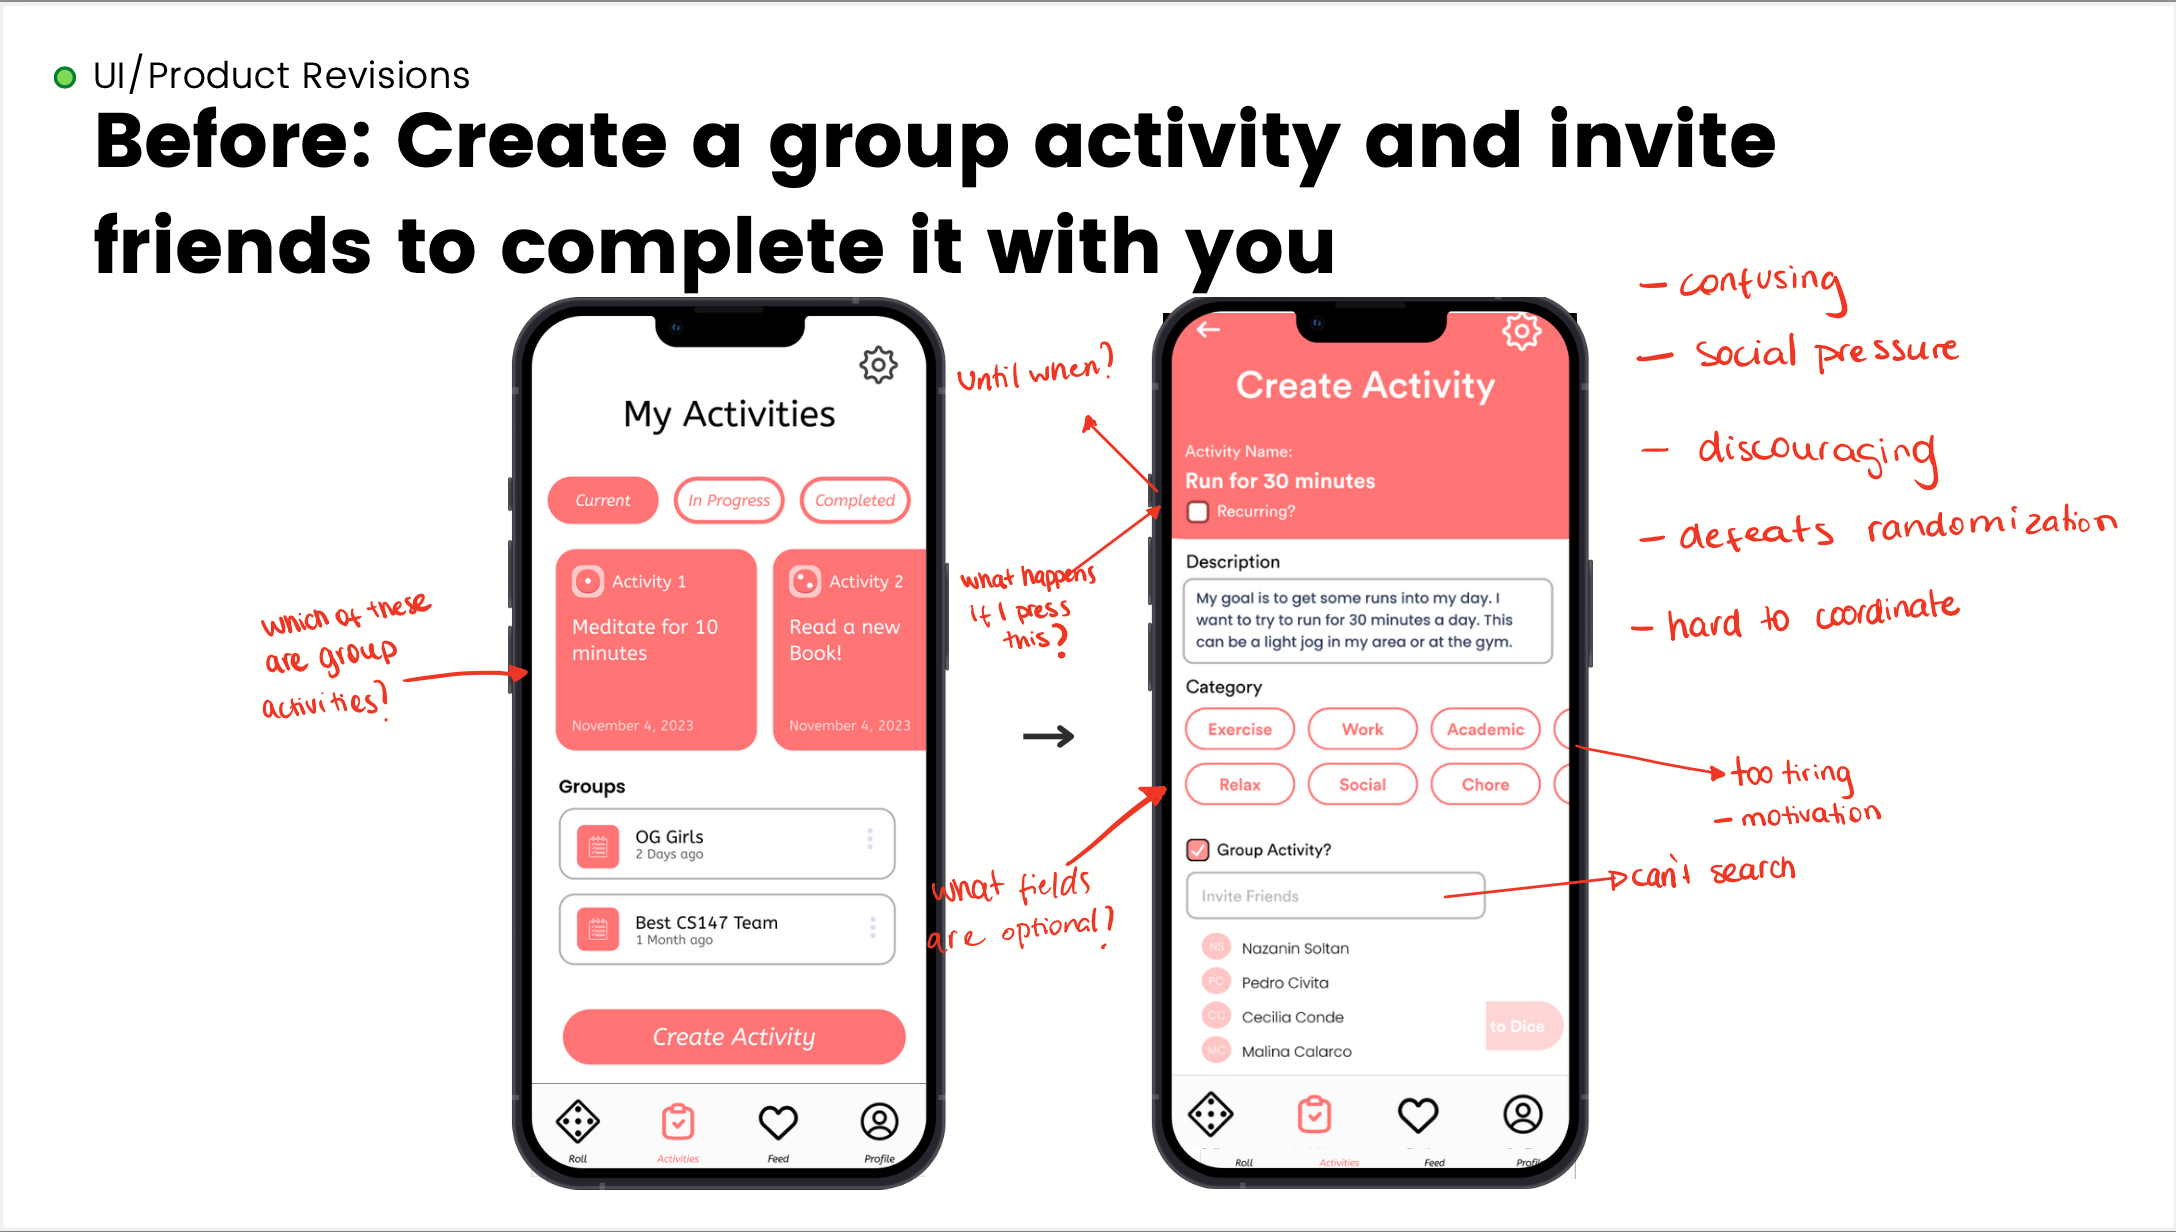 UI/Product Revisions
Before: Create a group activity and invite
friends to complete it with you
which of these
are group
activities?
My Activities
Current
In Progress
Completed
Activity 1
Meditate for 10
minutes
November 4, 2023
Activity 2
Read a new
Book!
November 4, 2023
Groups
OG Girls
2 Days ago
Best CS147 Team
1 Month ago
Create Activity
Roll
Activities
Feed
Profile
until when?
what happens
if I press
this?
what fields
are optional?
Create Activity
Activity Name:
Run for 30 minutes
Recurring?
Description
My goal is to get some runs into my day. I
want to try to run for 30 minutes a day. This
can be a light jog in my area or at the gym.
Category
Exercise
Work
Academic
Relax
Social
Chore
Group Activity?
Invite Friends
NS
Nazanin Soltan
PC
Pedro Civita
CC
Cecilia Conde
MC
Malina Calarco
to Dice
Roll
Activities
Feed
Profil
- confusing
- social pressure
- discouraging
- defeats randomization
- hard to coordinate
too tiring
- motivation
can't search